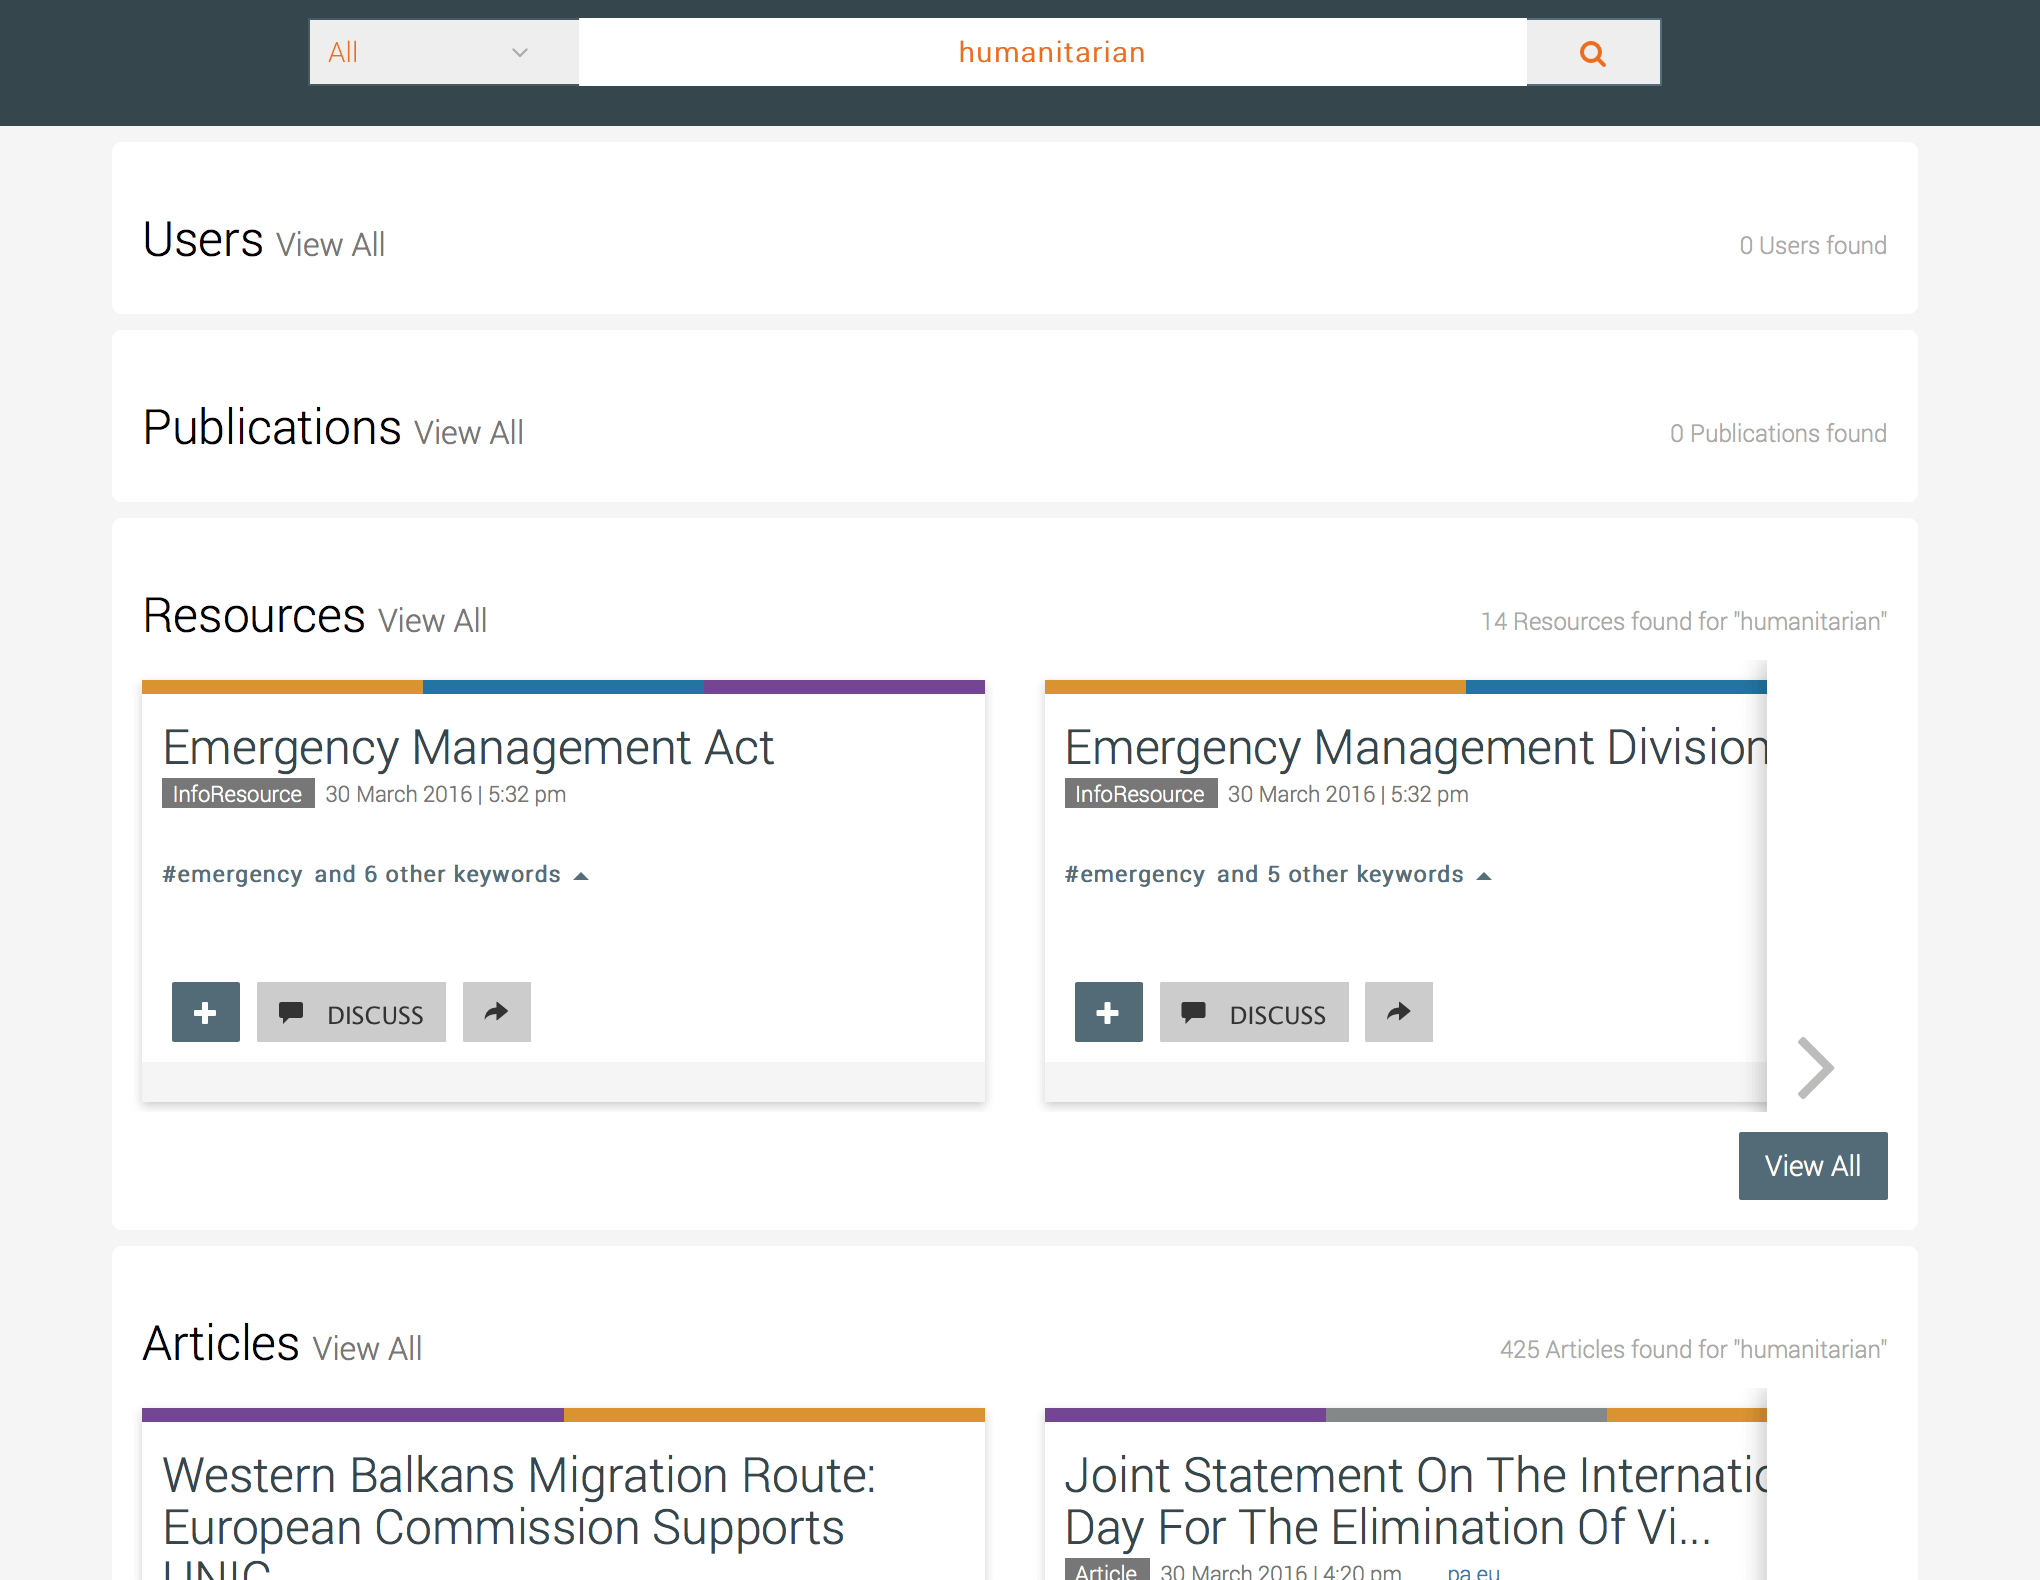 All
humanitarian
Users View All
0 Users found
Publications View All
0 Publications found
Resources View All
14 Resources found for "humanitarian"
Emergency Management Act
InfoResource 30 March 2016 | 5:32 pm
#emergency and 6 other keywords
DISCUSS
Emergency Management Division
InfoResource 30 March 2016 | 5:32 pm
#emergency and 5 other keywords
DISCUSS
View All
Articles View All
425 Articles found for "humanitarian"
Western Balkans Migration Route:
European Commission Supports
Joint Statement On The Internatio
Day For The Elimination Of Vi...
Article 30 March 2016 | 4:20 pm pa.eu